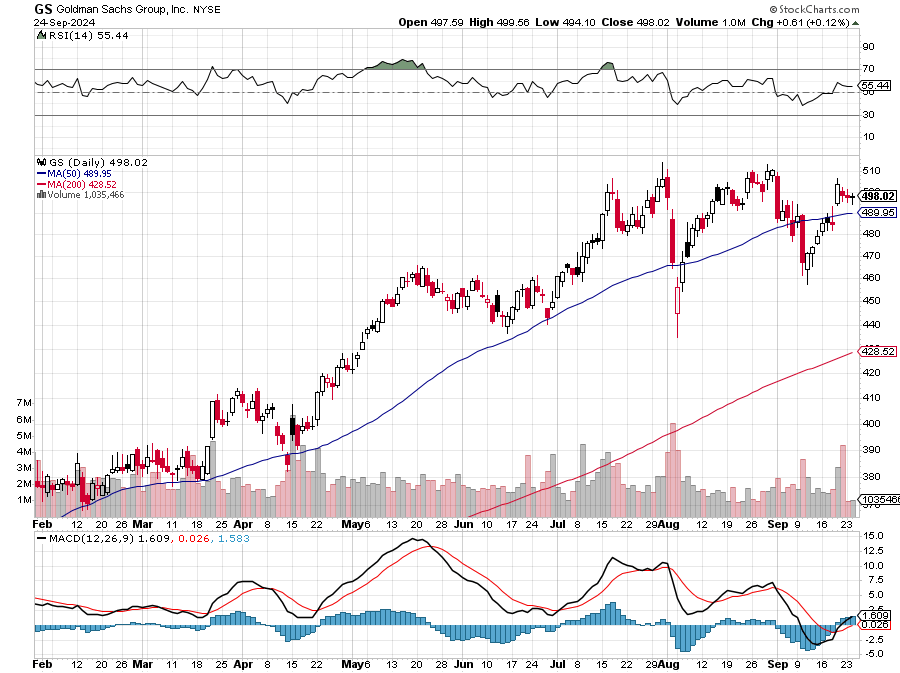 GS Goldman Sachs Group, Inc. NYSE © StockCharts.com
24-Sep-2024 Open 497.59 High 499.56 Low 494.10 Close 498.02 Volume 1.0M Chg +0.61 (+0.12%)
RSI(14) 55.44
90
70
55.44
50
30
10
GS (Daily) 498.02
MA(50) 489.95
MA(200) 428.52
Volume 1,035,466
510
500
498.02
489.95
480
470
460
450
440
428.52
420
410
400
390
380
370
7M
6M
5M
4M
3M
2M
1M
1035466
Feb 12 20 26 Mar 11 18 25 Apr 8 15 22 May 6 13 20 28 Jun 10 17 24 Jul 8 15 22 29 Aug 12 19 26 Sep 9 16 23
MACD(12,26,9) 1.609, 0.026, 1.583
15.0
12.5
10.0
7.5
5.0
2.5
1.609
0.026
-2.5
-5.0
Feb 12 20 26 Mar 11 18 25 Apr 8 15 22 May 6 13 20 28 Jun 10 17 24 Jul 8 15 22 29 Aug 12 19 26 Sep 9 16 23